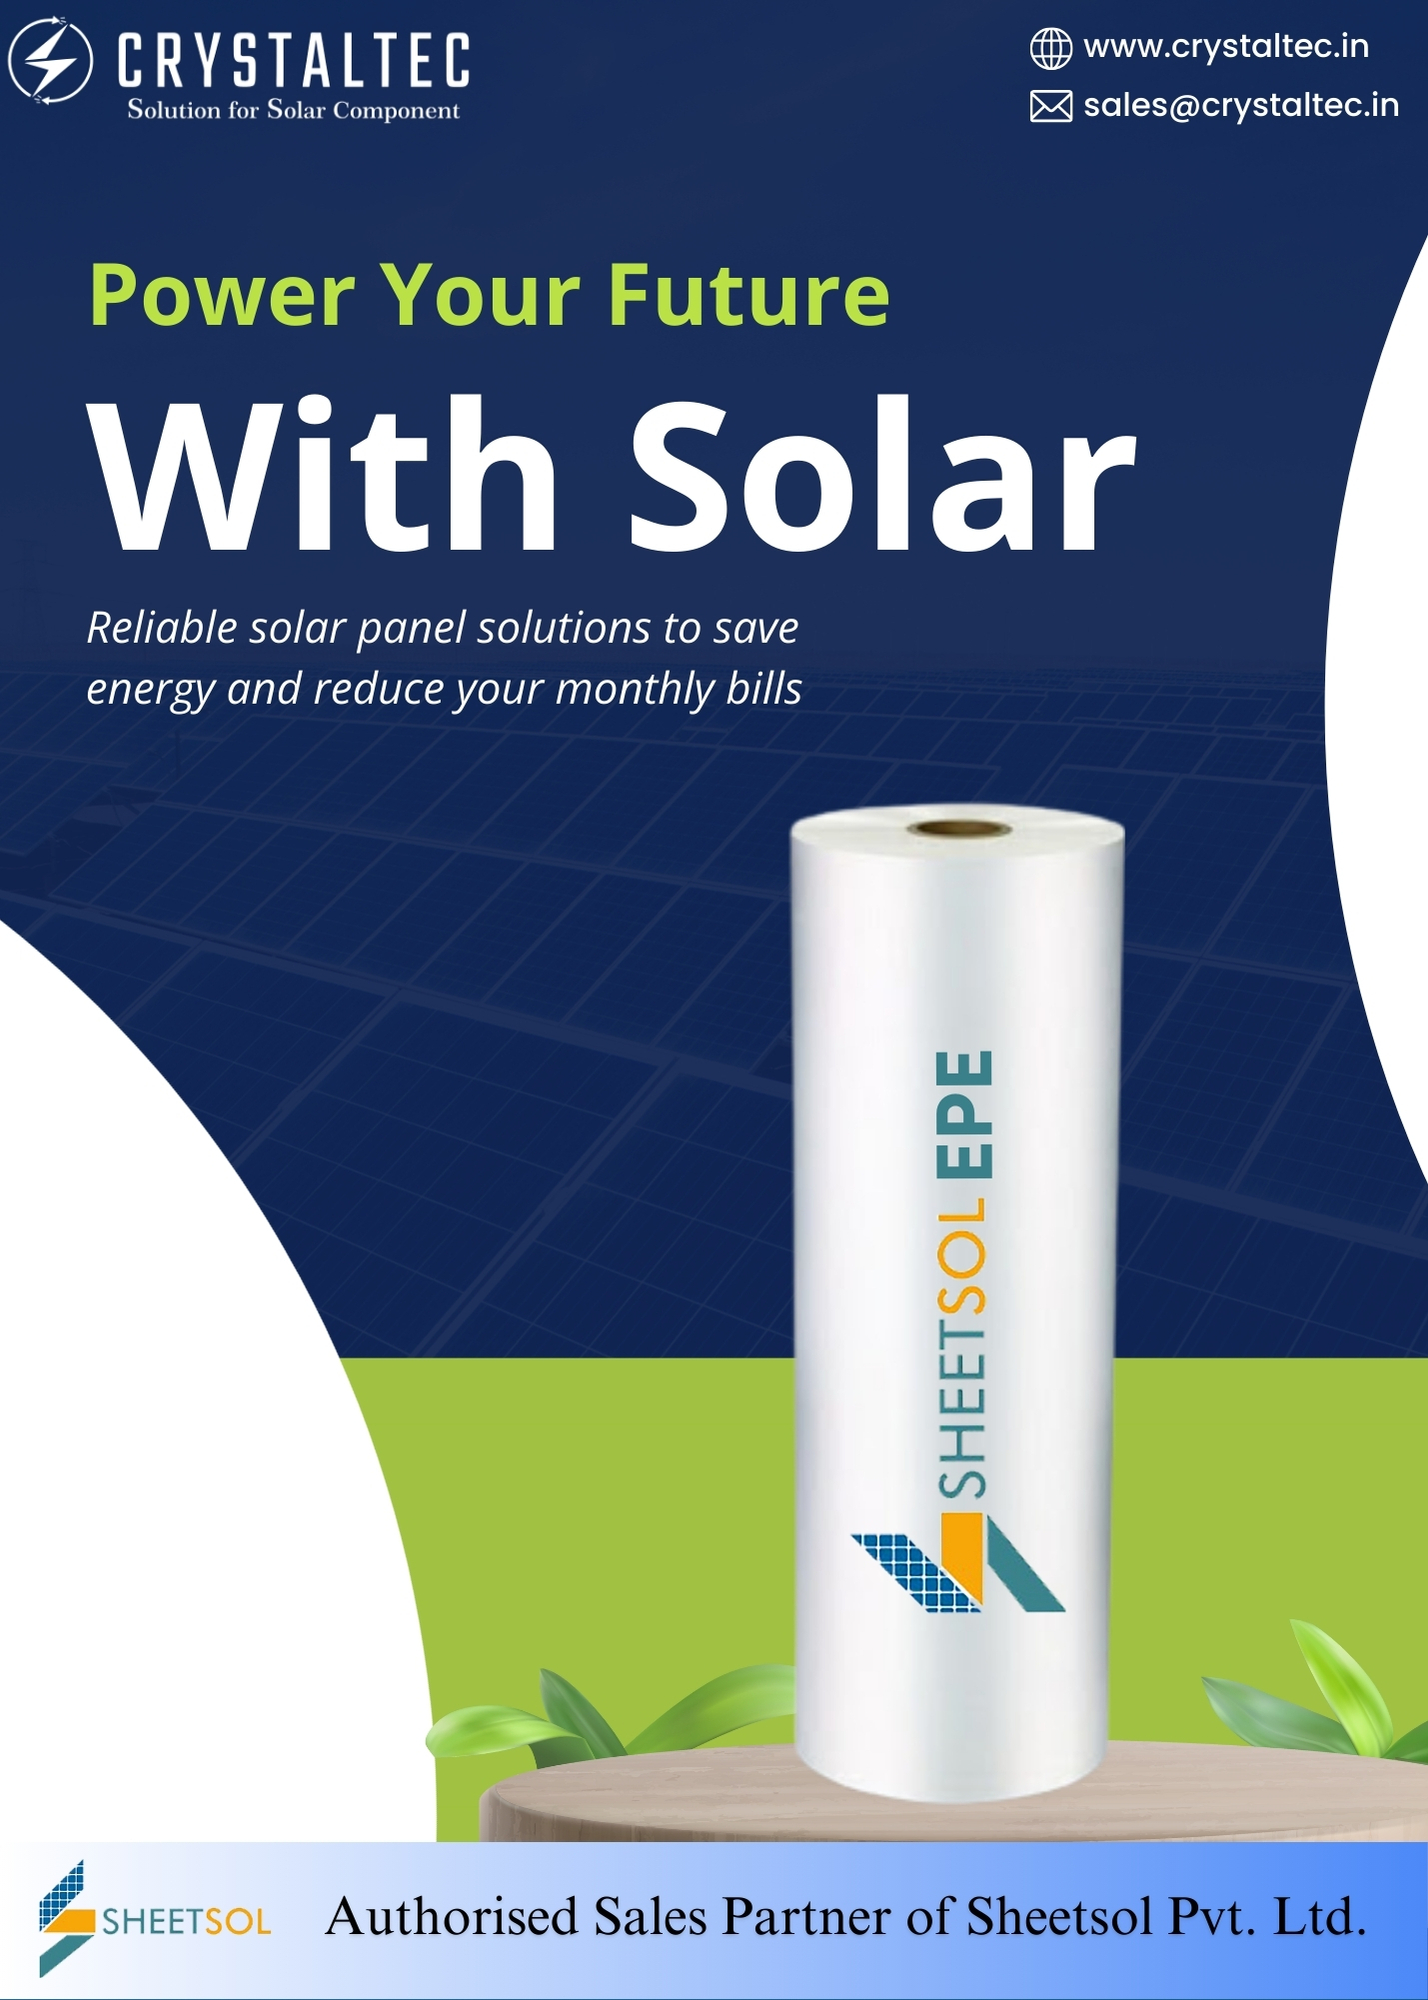 CRYSTALTEC
Solution for Solar Component
www.crystaltec.in
sales@crystaltec.in
Power Your Future
With Solar
Reliable solar panel solutions to save
energy and reduce your monthly bills
SHEETSOL EPE
SHEETSOL
Authorised Sales Partner of Sheetsol Pvt. Ltd.